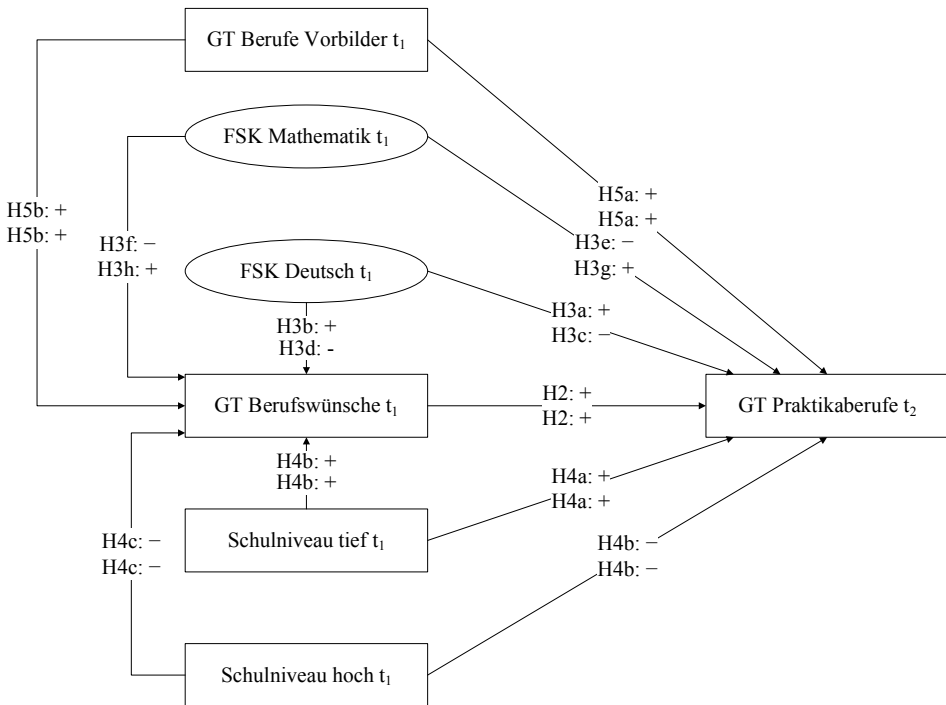 GT Berufe Vorbilder t₁
FSK Mathematik t₁
H5a: +
H5a: +
H5b: +
H5b: +
H3f: −
H3h: +
H3e: −
H3g: +
FSK Deutsch t₁
H3a: +
H3c: −
H3b: +
H3d: -
GT Berufswünsche t₁
H2: +
H2: +
GT Praktikaberufe t₂
H4b: +
H4b: +
H4a: +
H4a: +
Schulniveau tief t₁
H4c: −
H4c: −
H4b: −
H4b: −
Schulniveau hoch t₁